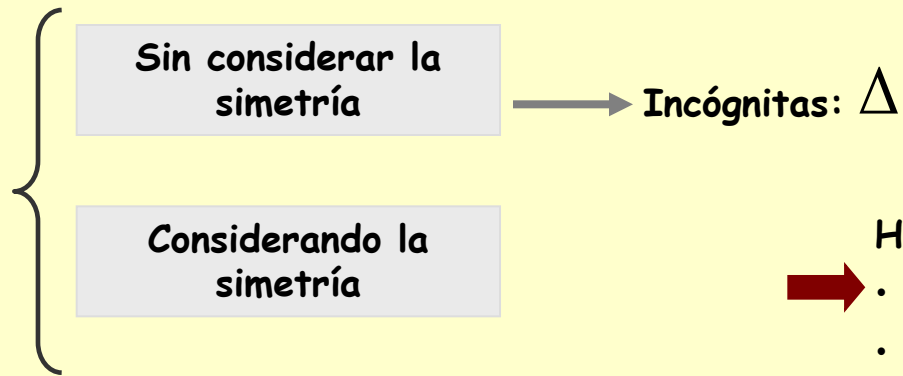 Sin considerar la
simetría
Incógnitas: Δ
Considerando la
simetría
H
•
•